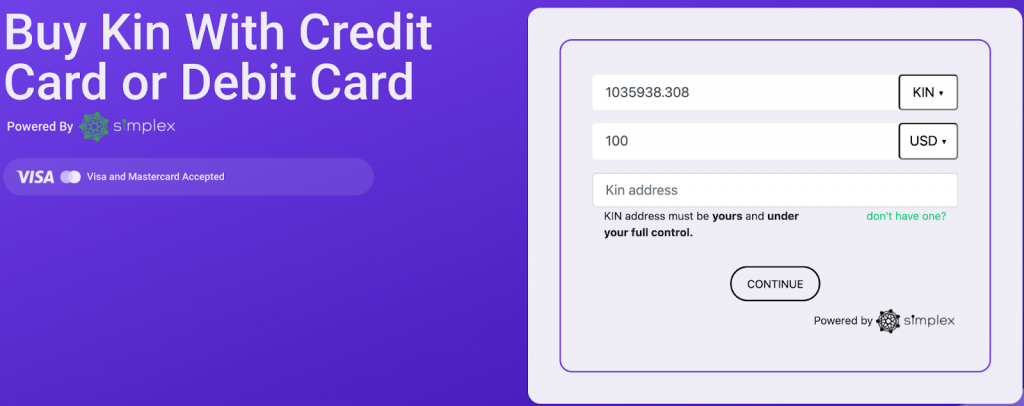 Buy Kin With Credit
Card or Debit Card
Powered By simplex
VISA Visa and Mastercard Accepted
1035938.308 KIN ▾
100 USD ▾
Kin address
KIN address must be yours and under
your full control.
don't have one?
CONTINUE
Powered by simplex